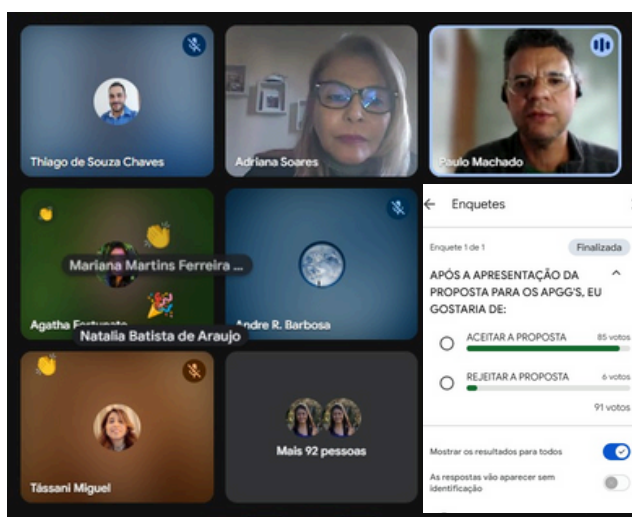 Thiago de Souza Chaves
Adriana Soares
Paulo Machado
Mariana Martins Ferreira ...
Agatha Fortunato
Natalia Batista de Araujo
Andre R. Barbosa
Tássani Miguel
Mais 92 pessoas
Enquetes
Enquete 1 de 1
Finalizada
APÓS A APRESENTAÇÃO DA
PROPOSTA PARA OS APGG'S, EU
GOSTARIA DE:
ACEITAR A PROPOSTA 85 votos
REJEITAR A PROPOSTA 6 votos
91 votos
Mostrar os resultados para todos
As respostas vão aparecer sem
identificação